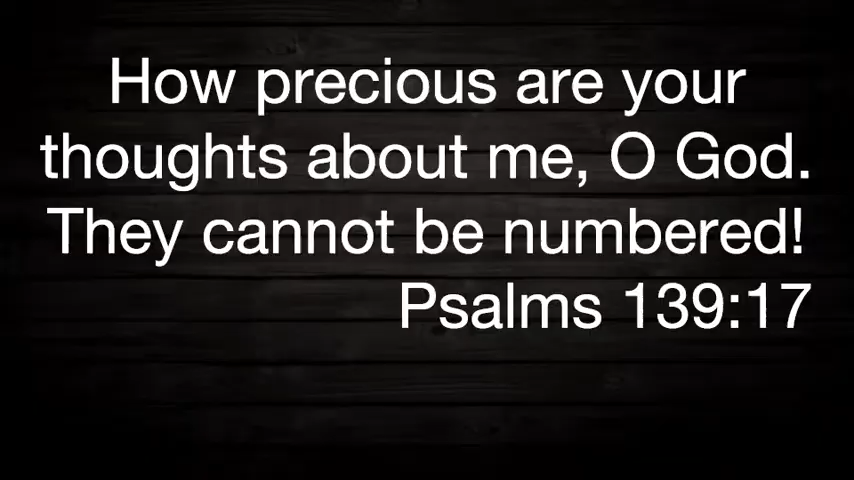 How precious are your
thoughts about me, O God.
They cannot be numbered!
Psalms 139:17